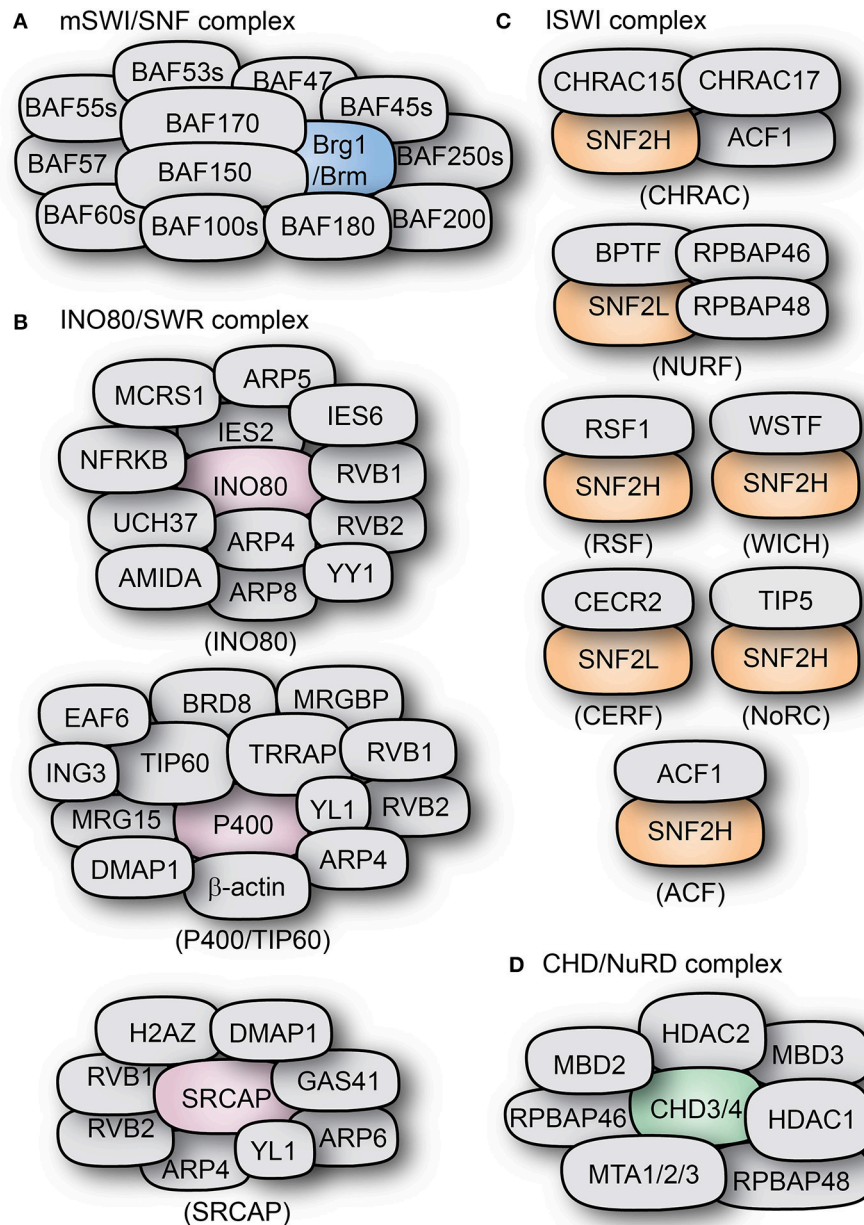 A mSWI/SNF complex
BAF53s
BAF47
BAF55s
BAF45s
BAF170
Brg1
/Brm
BAF57
BAF150
BAF250s
BAF60s
BAF100s
BAF180
BAF200
B INO80/SWR complex
ARP5
MCRS1
IES6
IES2
NFRKB
RVB1
INO80
UCH37
RVB2
ARP4
AMIDA
YY1
ARP8
(INO80)
BRD8
MRGBP
EAF6
TIP60
TRRAP
RVB1
ING3
MRG15
P400
YL1
RVB2
DMAP1
ARP4
β-actin
(P400/TIP60)
H2AZ
DMAP1
RVB1
SRCAP
GAS41
RVB2
YL1
ARP6
ARP4
(SRCAP)
C ISWI complex
CHRAC15
CHRAC17
SNF2H
ACF1
(CHRAC)
BPTF
RPBAP46
SNF2L
RPBAP48
(NURF)
RSF1
WSTF
SNF2H
SNF2H
(RSF)
(WICH)
CECR2
TIP5
SNF2L
SNF2H
(CERF)
(NoRC)
ACF1
SNF2H
(ACF)
D CHD/NuRD complex
HDAC2
MBD2
MBD3
RPBAP46
CHD3/4
HDAC1
MTA1/2/3
RPBAP48